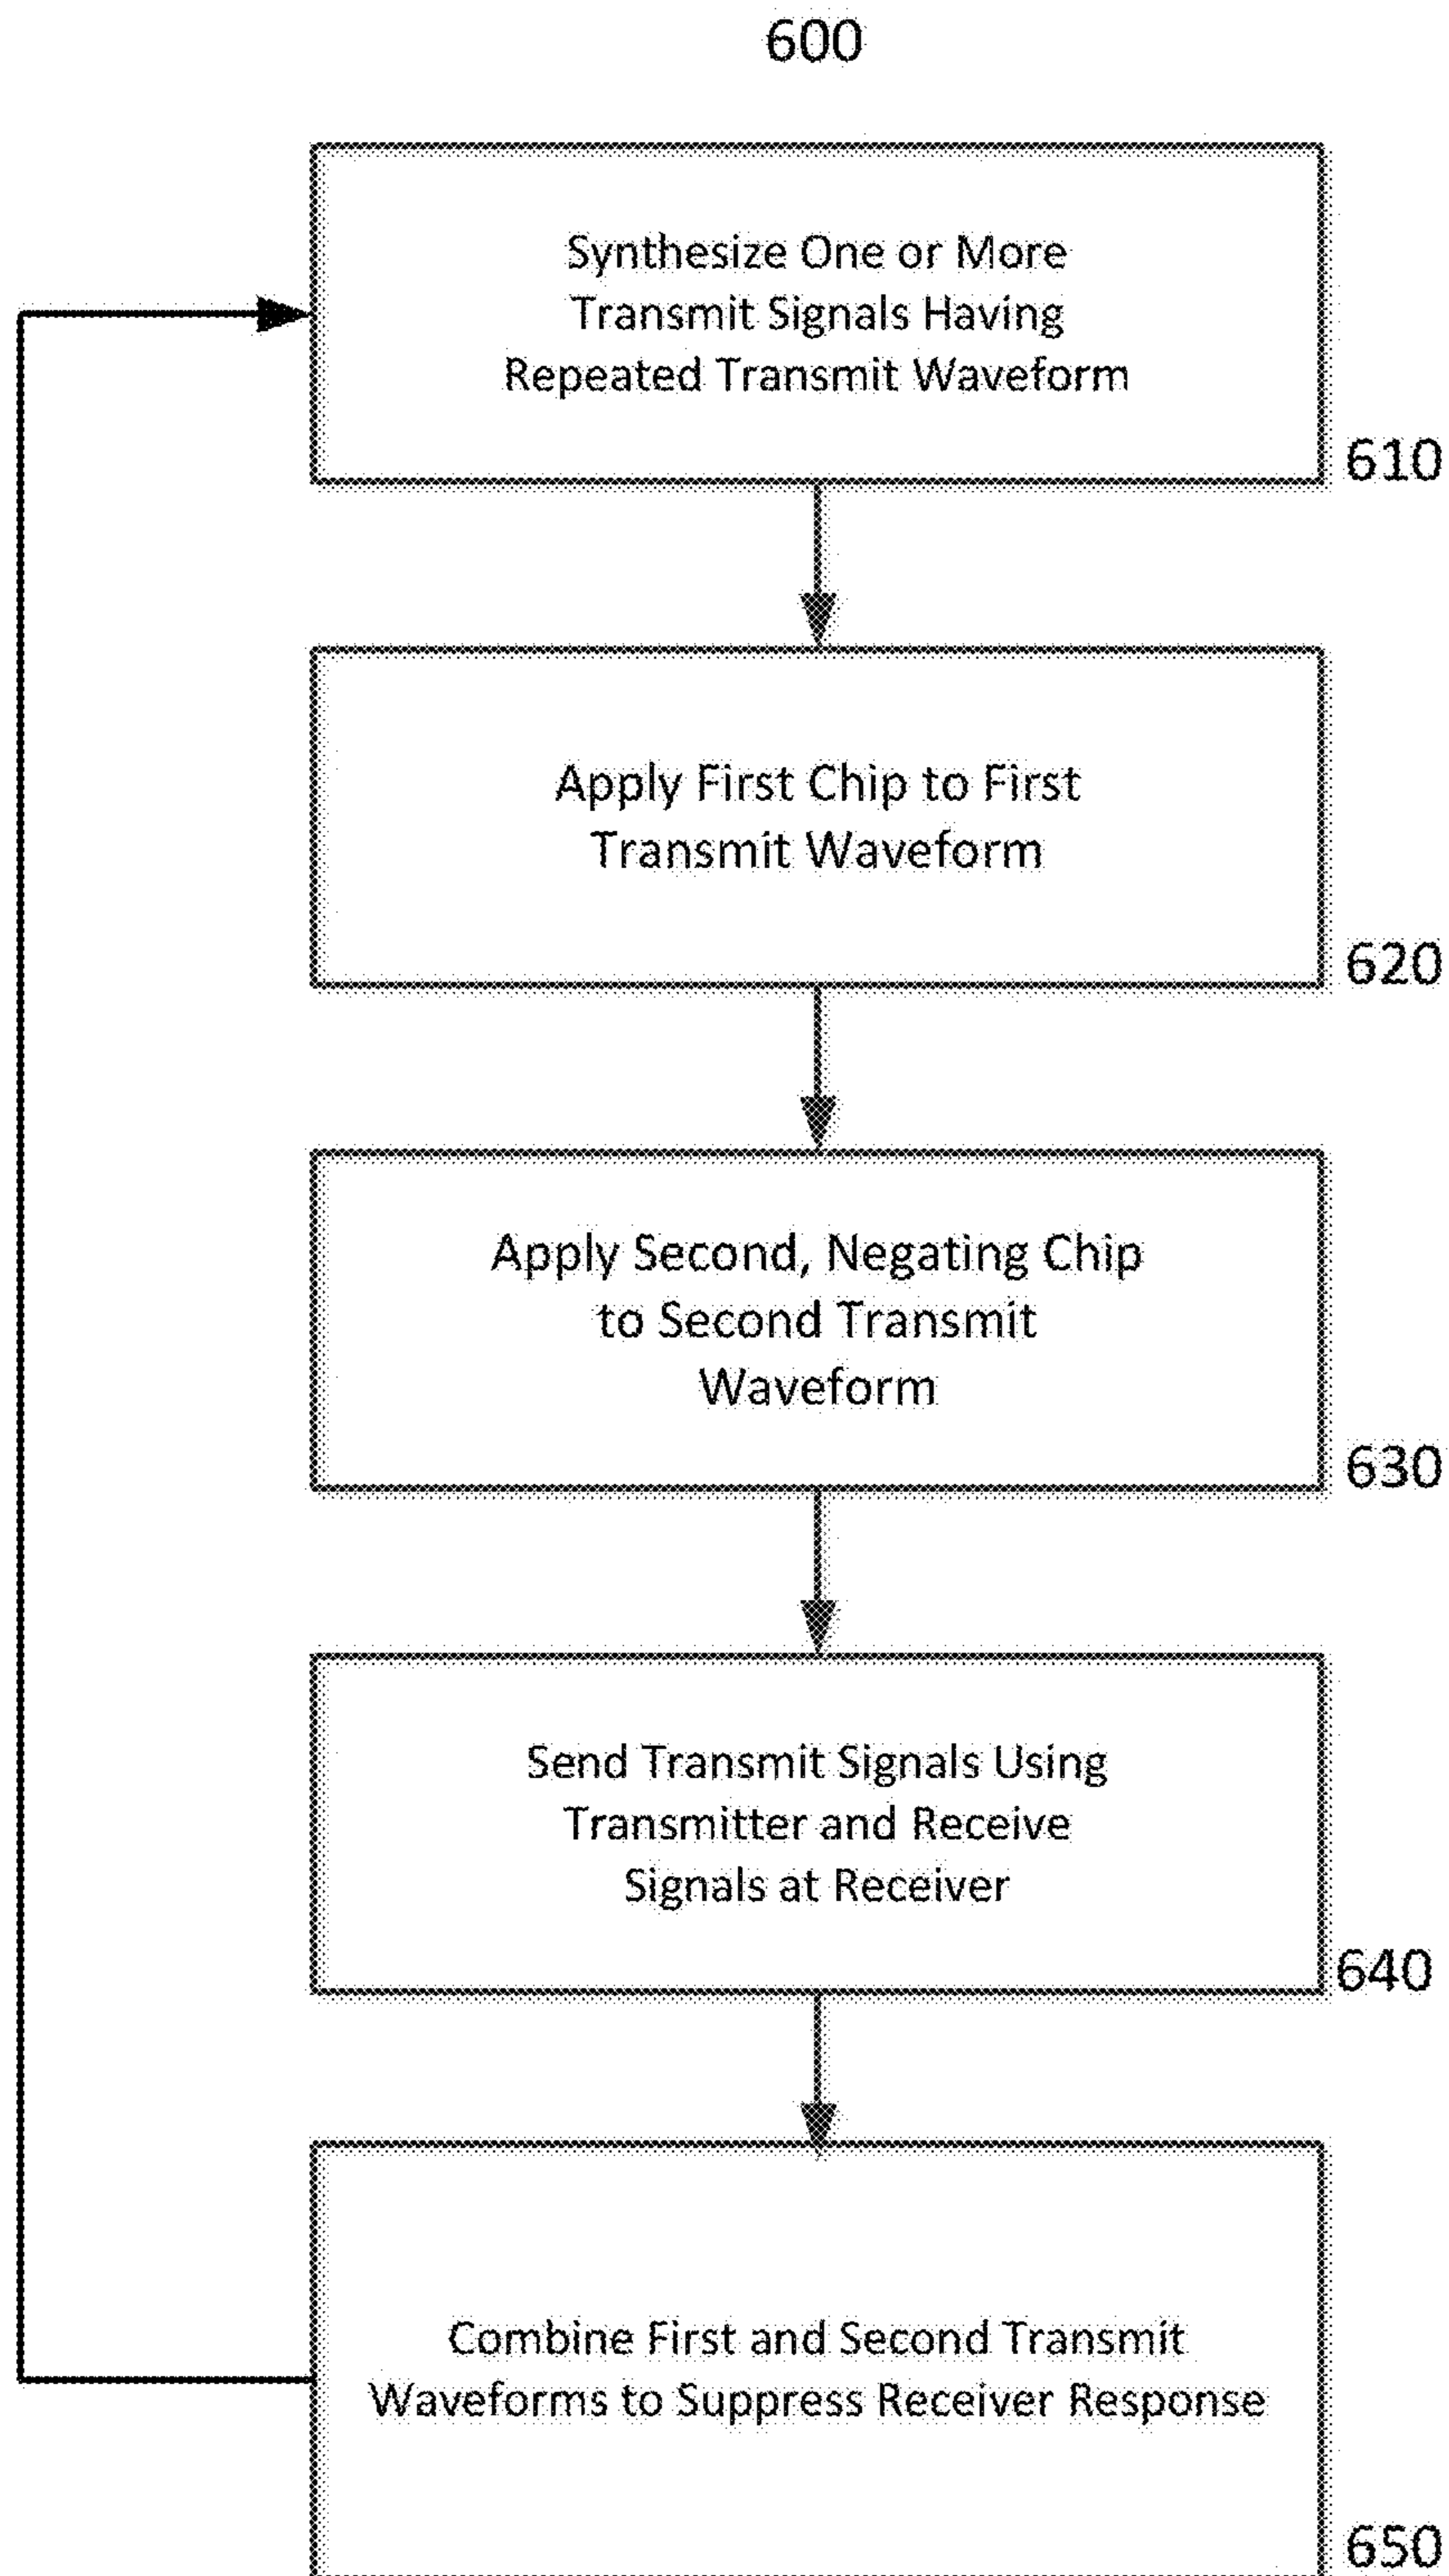 600
Synthesize One or More
Transmit Signals Having
Repeated Transmit Waveform
610
Apply First Chip to First
Transmit Waveform
620
Apply Second, Negating Chip
to Second Transmit
Waveform
630
Send Transmit Signals Using
Transmitter and Receive
Signals at Receiver
640
Combine First and Second Transmit
Waveforms to Suppress Receiver Response
650